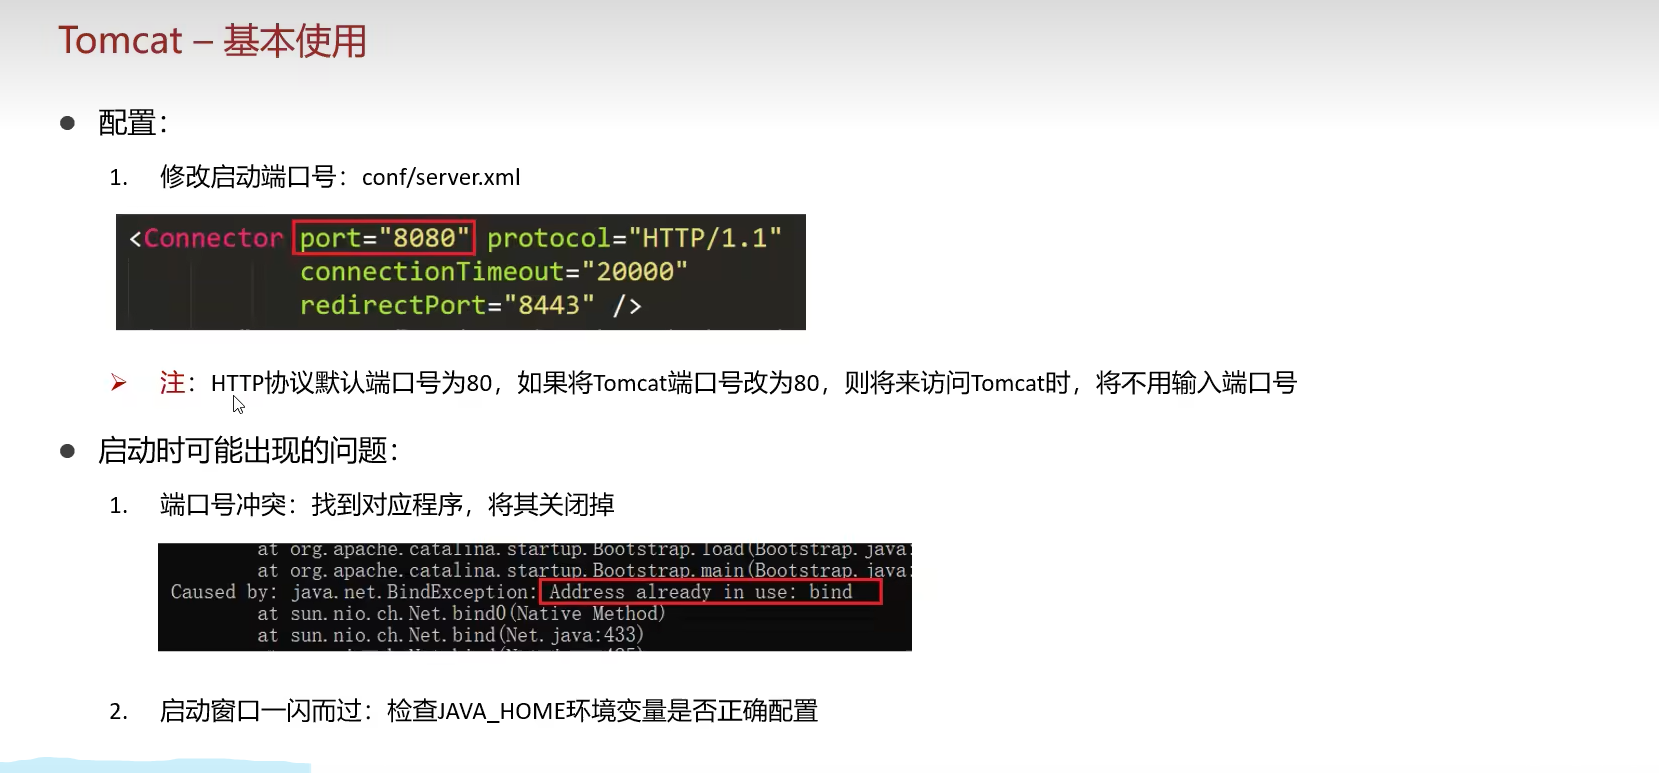 Tomcat – 基本使用
● 配置：
1. 修改启动端口号：conf/server.xml
<Connector port="8080" protocol="HTTP/1.1"
connectionTimeout="20000"
redirectPort="8443" />
➢ 注：HTTP协议默认端口号为80，如果将Tomcat端口号改为80，则将来访问Tomcat时，将不用输入端口号
● 启动时可能出现的问题：
1. 端口号冲突：找到对应程序，将其关闭掉
at org.apache.catalina.startup.Bootstrap.load(Bootstrap.java:
at org.apache.catalina.startup.Bootstrap.main(Bootstrap.java:
Caused by: java.net.BindException: Address already in use: bind
at sun.nio.ch.Net.bind0(Native Method)
at sun.nio.ch.Net.bind(Net.java:433)
2. 启动窗口一闪而过：检查JAVA_HOME环境变量是否正确配置